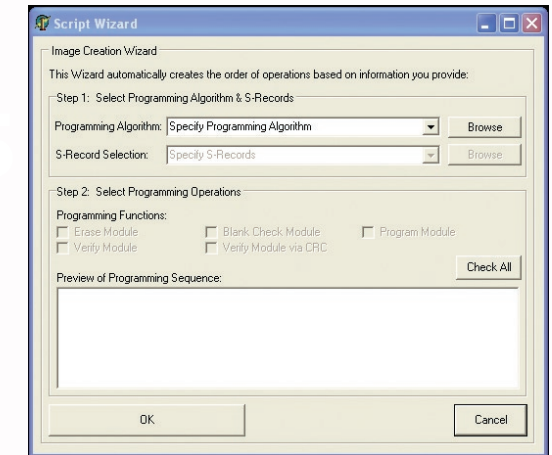 Script Wizard
Image Creation Wizard
This Wizard automatically creates the order of operations based on information you provide:
Step 1: Select Programming Algorithm & S-Records
Programming Algorithm: Specify Programming Algorithm Browse
S-Record Selection: Specify S-Records Browse
Step 2: Select Programming Operations
Programming Functions:
Erase Module Blank Check Module Program Module
Verify Module Verify Module via CRC
Check All
Preview of Programming Sequence:
OK Cancel